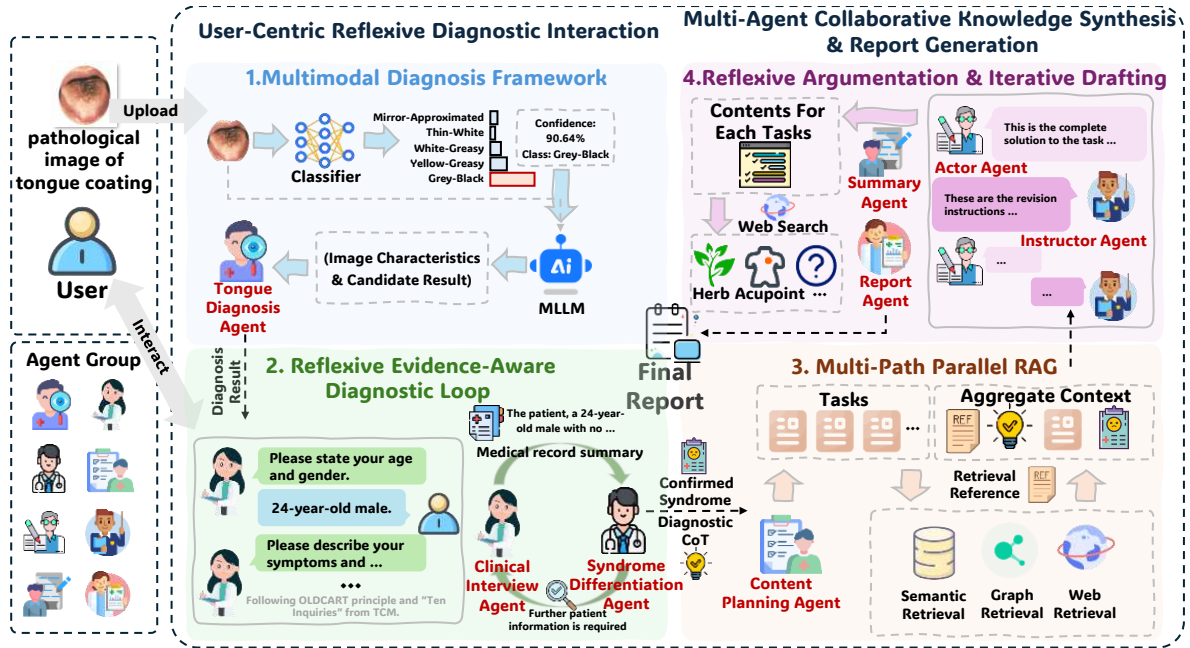 User-Centric Reflexive Diagnostic Interaction
Multi-Agent Collaborative Knowledge Synthesis
& Report Generation
Upload
pathological
image of
tongue coating
User
Interact
Agent Group
1.Multimodal Diagnosis Framework
Classifier
Mirror-Approximated
Thin-White
White-Greasy
Yellow-Greasy
Grey-Black
Confidence:
90.64%
Class: Grey-Black
Ai
MLLM
(Image Characteristics
& Candidate Result)
Tongue
Diagnosis
Agent
Diagnosis
Result
2. Reflexive Evidence-Aware
Diagnostic Loop
Please state your age
and gender.
24-year-old male.
Please describe your
symptoms and ...
...
Following OLDCART principle and "Ten
Inquiries" from TCM.
The patient, a 24-year-
old male with no ...
Medical record summary
Clinical
Interview
Agent
Syndrome
Differentiation
Agent
Further patient
information is required
Confirmed
Syndrome
Diagnostic
CoT
3. Multi-Path Parallel RAG
Tasks
...
Aggregate Context
REF
Retrieval
Reference
REF
Content
Planning Agent
Semantic
Retrieval
Graph
Retrieval
Web
Retrieval
4.Reflexive Argumentation & Iterative Drafting
Contents For
Each Tasks
Web Search
Herb Acupoint ...
Summary
Agent
Report
Agent
This is the complete
solution to the task ...
Actor Agent
These are the revision
instructions ...
Instructor Agent
...
...
Final
Report